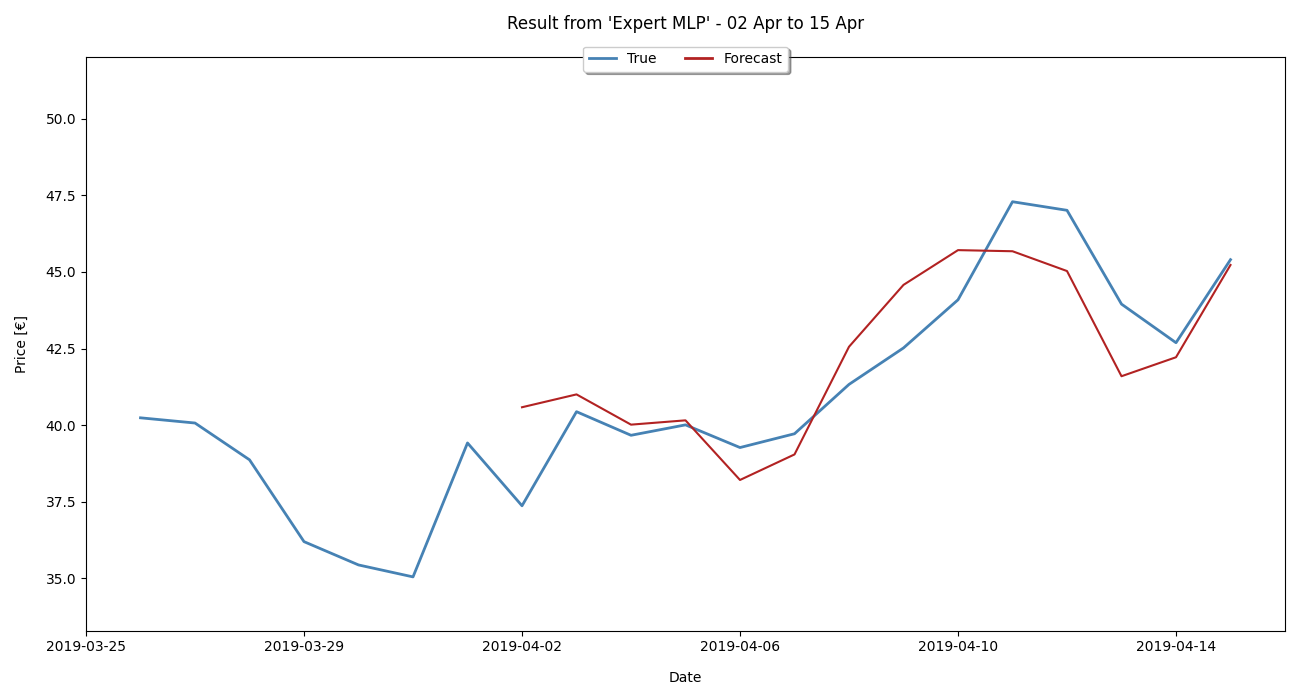 Result from 'Expert MLP' - 02 Apr to 15 Apr
True Forecast
50.0
47.5
45.0
42.5
40.0
37.5
35.0
Price [€]
2019-03-25 2019-03-29 2019-04-02 2019-04-06 2019-04-10 2019-04-14
Date